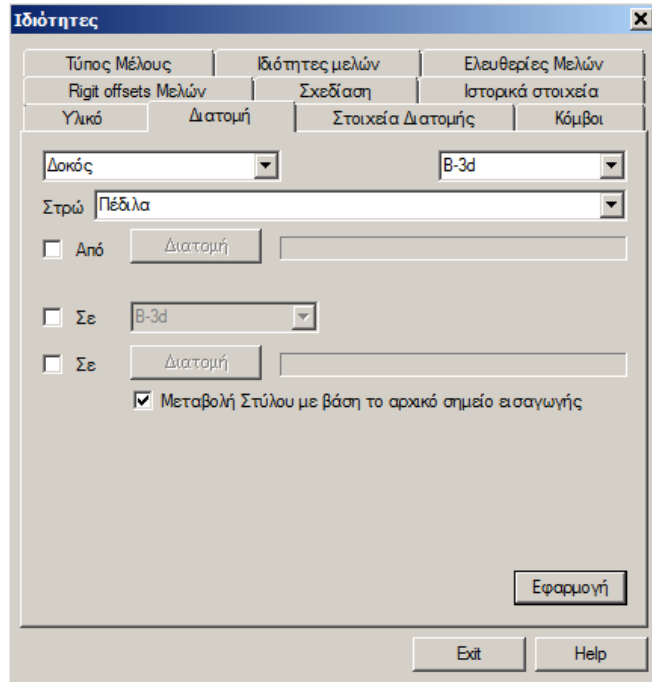 Ιδιότητες
Τύπος Μέλους Ιδιότητες μελών Ελευθερίες Μελών
Rigit offsets Μελών Σχεδίαση Ιστορικά στοιχεία
Υλικό Διατομή Στοιχεία Διατομής Κόμβοι
Δοκός B-3d
Στρώ Πέδιλα
Από Διατομή
Σε B-3d
Σε Διατομή
Μεταβολή Στύλου με βάση το αρχικό σημείο εισαγωγής
Εφαρμογή
Exit Help